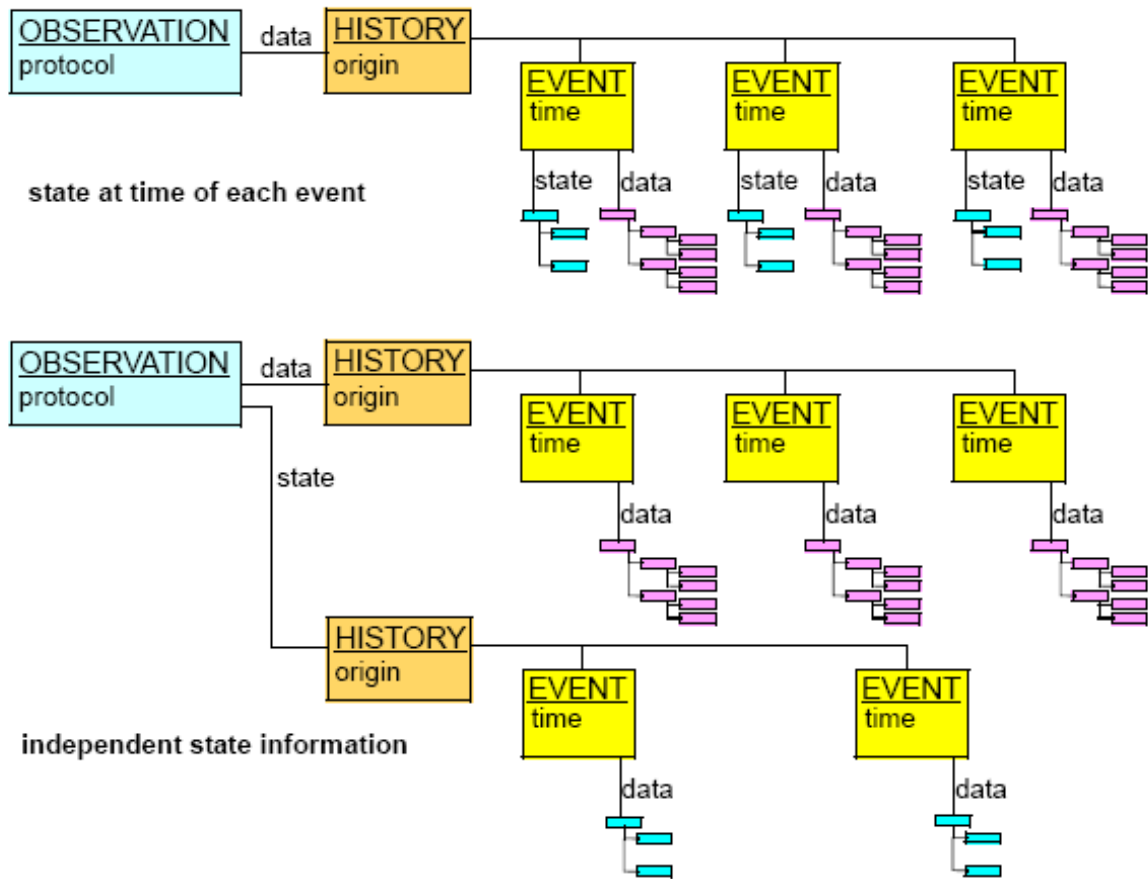 OBSERVATION
protocol
data
HISTORY
origin
EVENT
time
EVENT
time
EVENT
time
state
data
state
data
state
data
state at time of each event
OBSERVATION
protocol
data
HISTORY
origin
EVENT
time
EVENT
time
EVENT
time
state
data
data
data
HISTORY
origin
EVENT
time
EVENT
time
independent state information
data
data